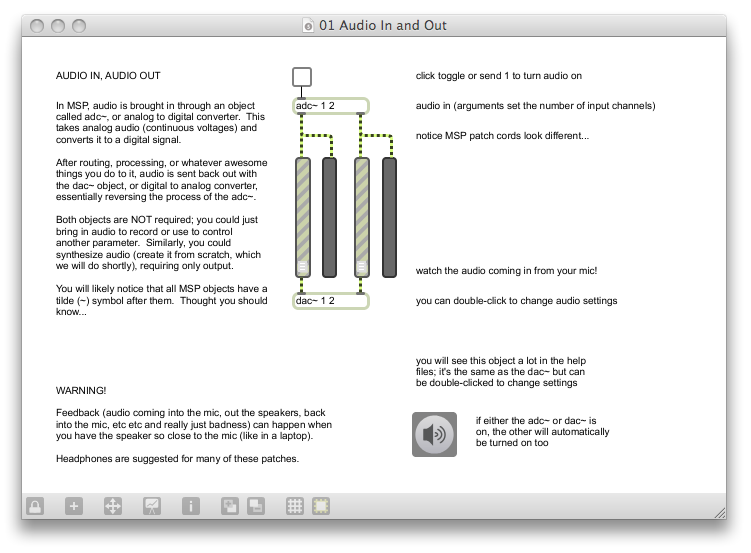 01 Audio In and Out
AUDIO IN, AUDIO OUT
In MSP, audio is brought in through an object
called adc~, or analog to digital converter.  This
takes analog audio (continuous voltages) and
converts it to a digital signal.
After routing, processing, or whatever awesome
things you do to it, audio is sent back out with
the dac~ object, or digital to analog converter,
essentially reversing the process of the adc~.
Both objects are NOT required; you could just
bring in audio to record or use to control
another parameter.  Similarly, you could
synthesize audio (create it from scratch, which
we will do shortly), requiring only output.
You will likely notice that all MSP objects have a
tilde (~) symbol after them.  Thought you should
know...
WARNING!
Feedback (audio coming into the mic, out the speakers, back
into the mic, etc etc and really just badness) can happen when
you have the speaker so close to the mic (like in a laptop).
Headphones are suggested for many of these patches.
adc~ 1 2
dac~ 1 2
click toggle or send 1 to turn audio on
audio in (arguments set the number of input channels)
notice MSP patch cords look different...
watch the audio coming in from your mic!
you can double-click to change audio settings
you will see this object a lot in the help
files; it's the same as the dac~ but can
be double-clicked to change settings
if either the adc~ or dac~ is
on, the other will automatically
be turned on too